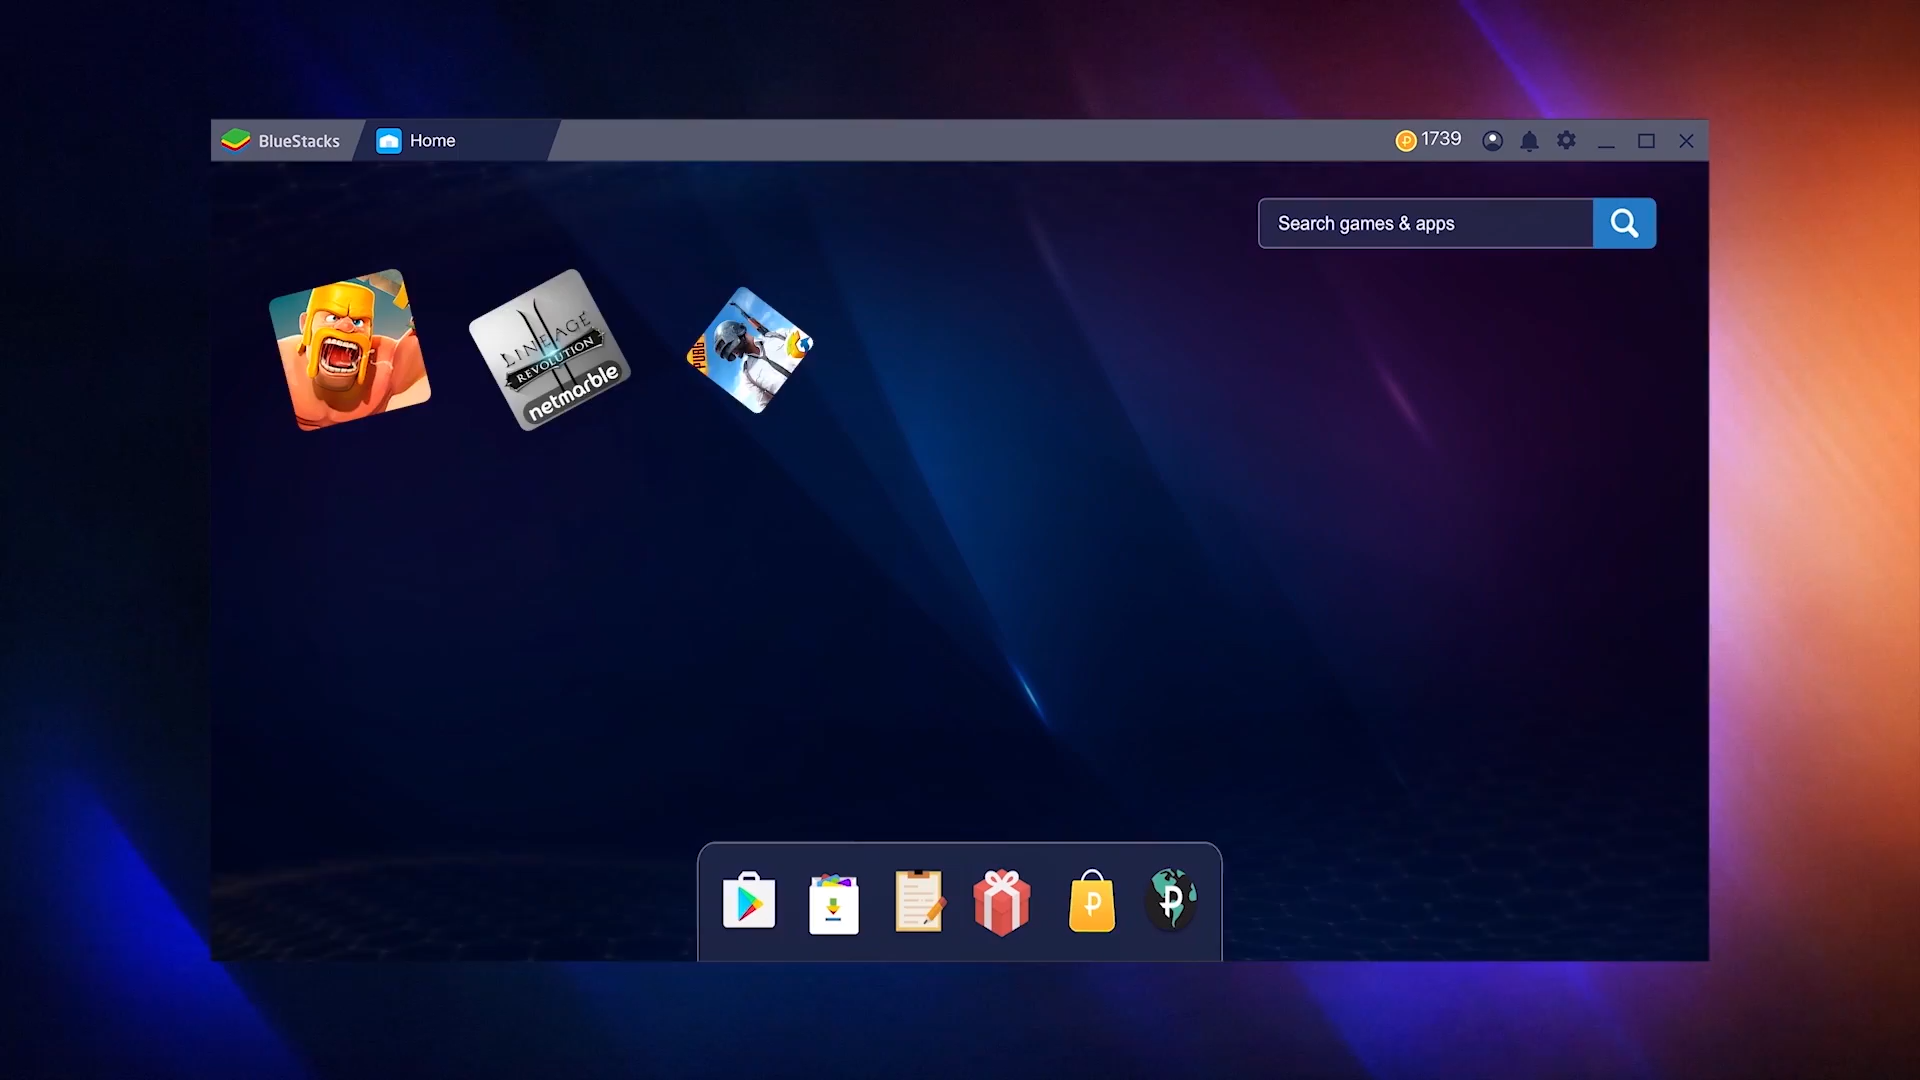 BlueStacks
Home
1739
Search games & apps
LINEAGE
REVOLUTION
netmarble
PUBG